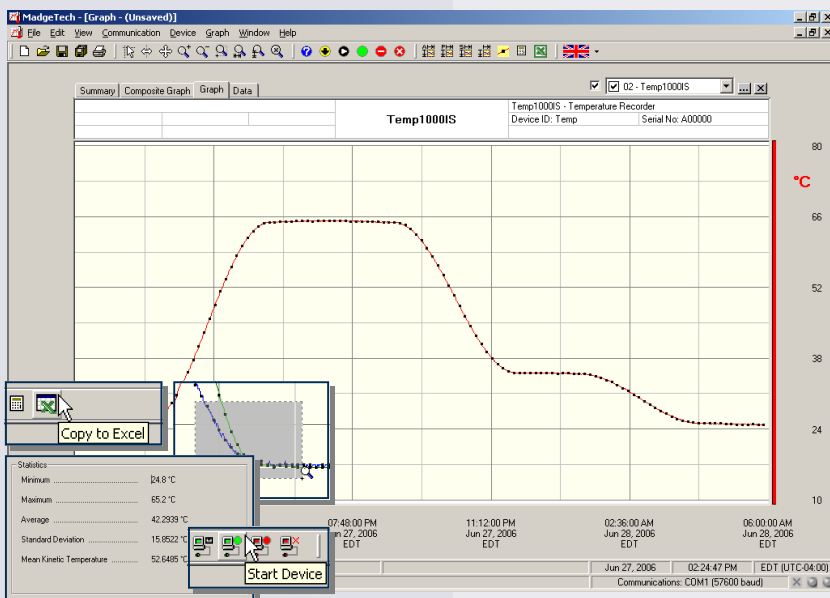 MadgeTech - [Graph - (Unsaved)]
File Edit View Communication Device Graph Window Help
Summary Composite Graph Graph Data
02 - Temp1000IS
...
Temp1000IS
Temp1000IS - Temperature Recorder
Device ID: Temp Serial No: A00000
80
°C
66
52
38
24
10
Copy to Excel
Statistics
Minimum 24.8 °C
Maximum 65.2 °C
Average 42.2939 °C
Standard Deviation 15.8522 °C
Mean Kinetic Temperature 52.6485 °C
Start Device
07:48:00 PM
Jun 27, 2006
EDT
11:12:00 PM
Jun 27, 2006
EDT
02:36:00 AM
Jun 28, 2006
EDT
06:00:00 AM
Jun 28, 2006
EDT
Jun 27, 2006 02:24:47 PM EDT (UTC-04:00)
Communications: COM1 (57600 baud)